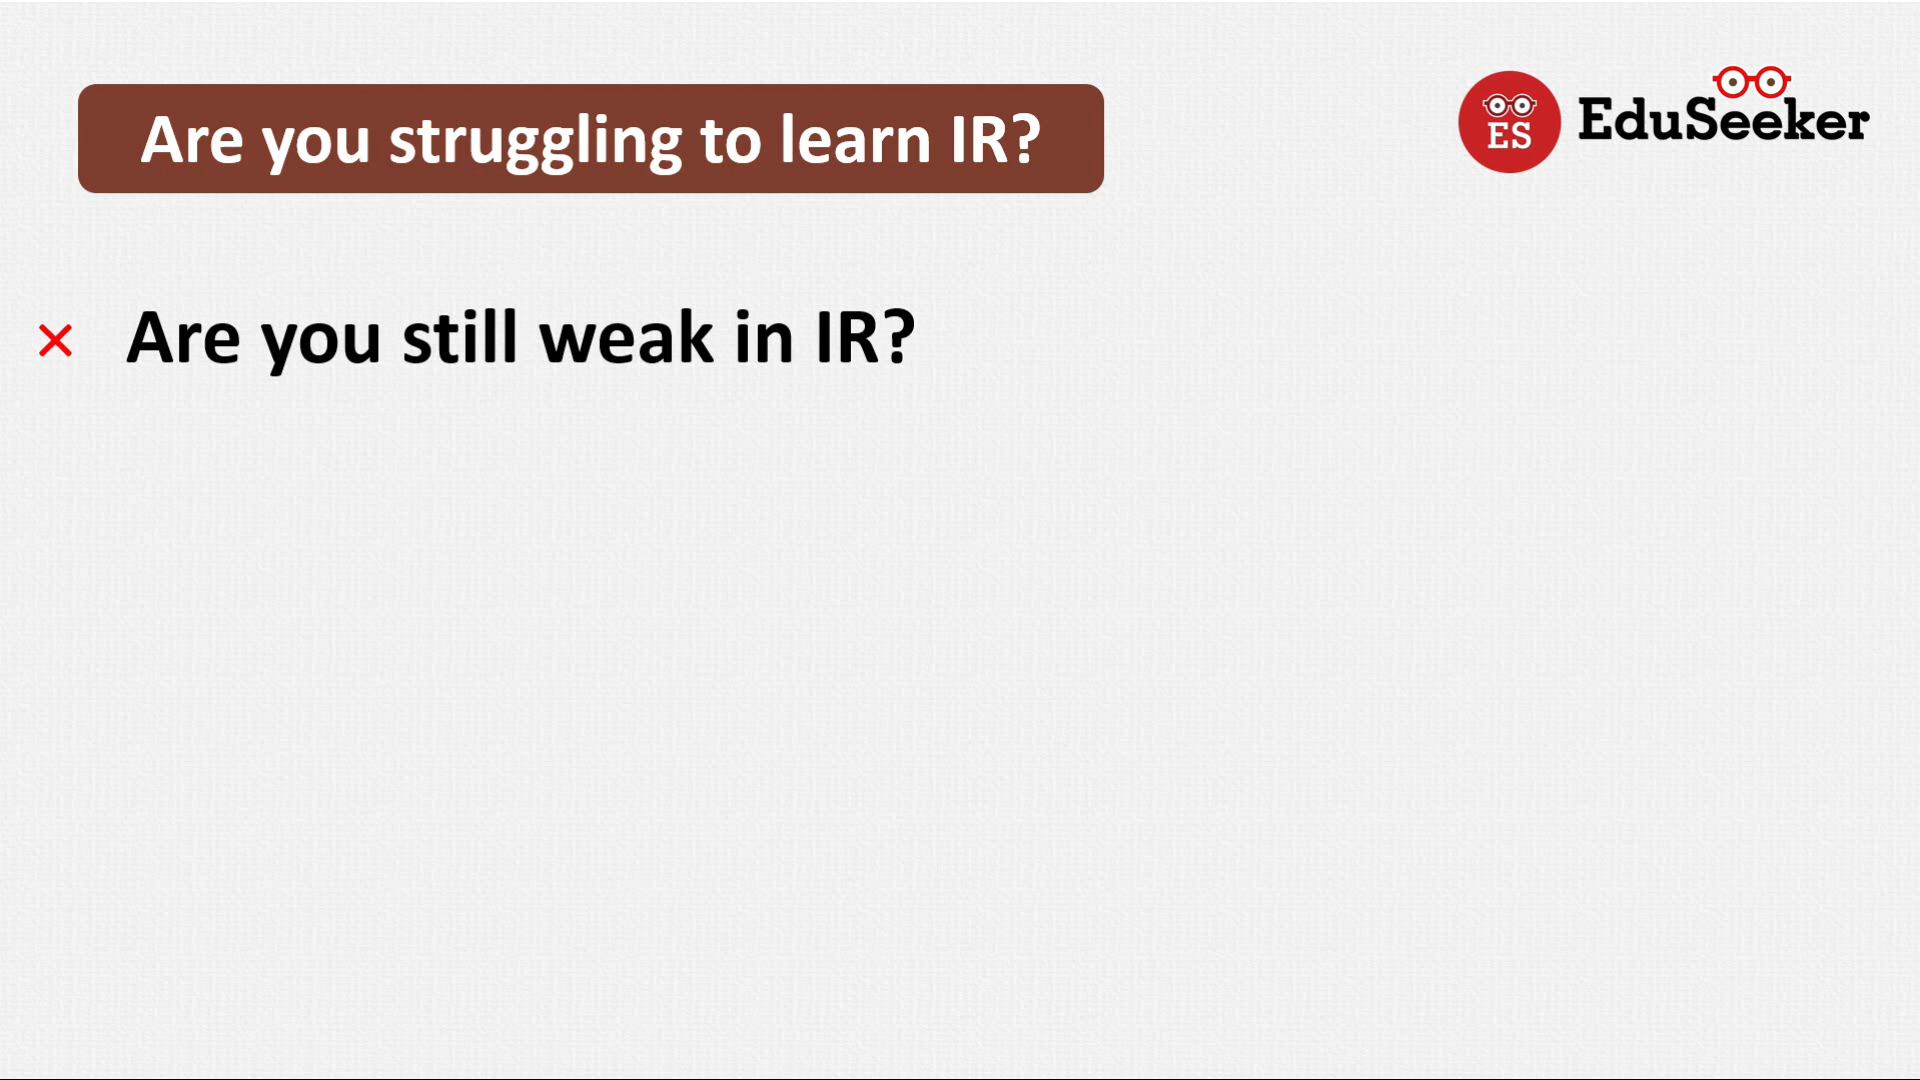 Are you struggling to learn IR?
ES
EduSeeker
Are you still weak in IR?